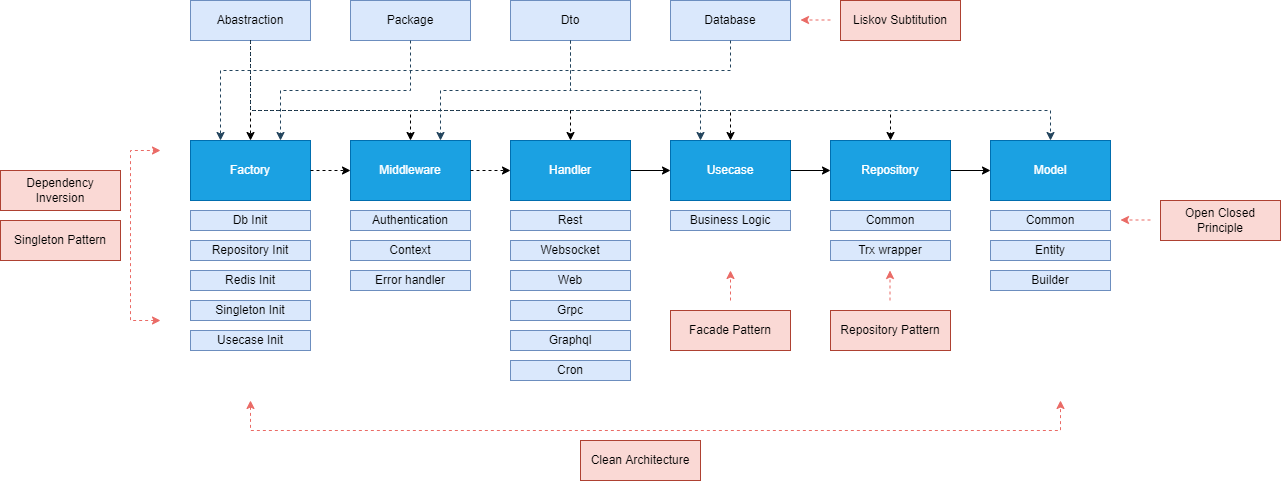 Abastraction
Package
Dto
Database
Liskov Subtitution
Factory
Middleware
Handler
Usecase
Repository
Model
Dependency
Inversion
Singleton Pattern
Db Init
Repository Init
Redis Init
Singleton Init
Usecase Init
Authentication
Context
Error handler
Rest
Websocket
Web
Grpc
Graphql
Cron
Business Logic
Common
Trx wrapper
Common
Entity
Builder
Open Closed
Principle
Facade Pattern
Repository Pattern
Clean Architecture